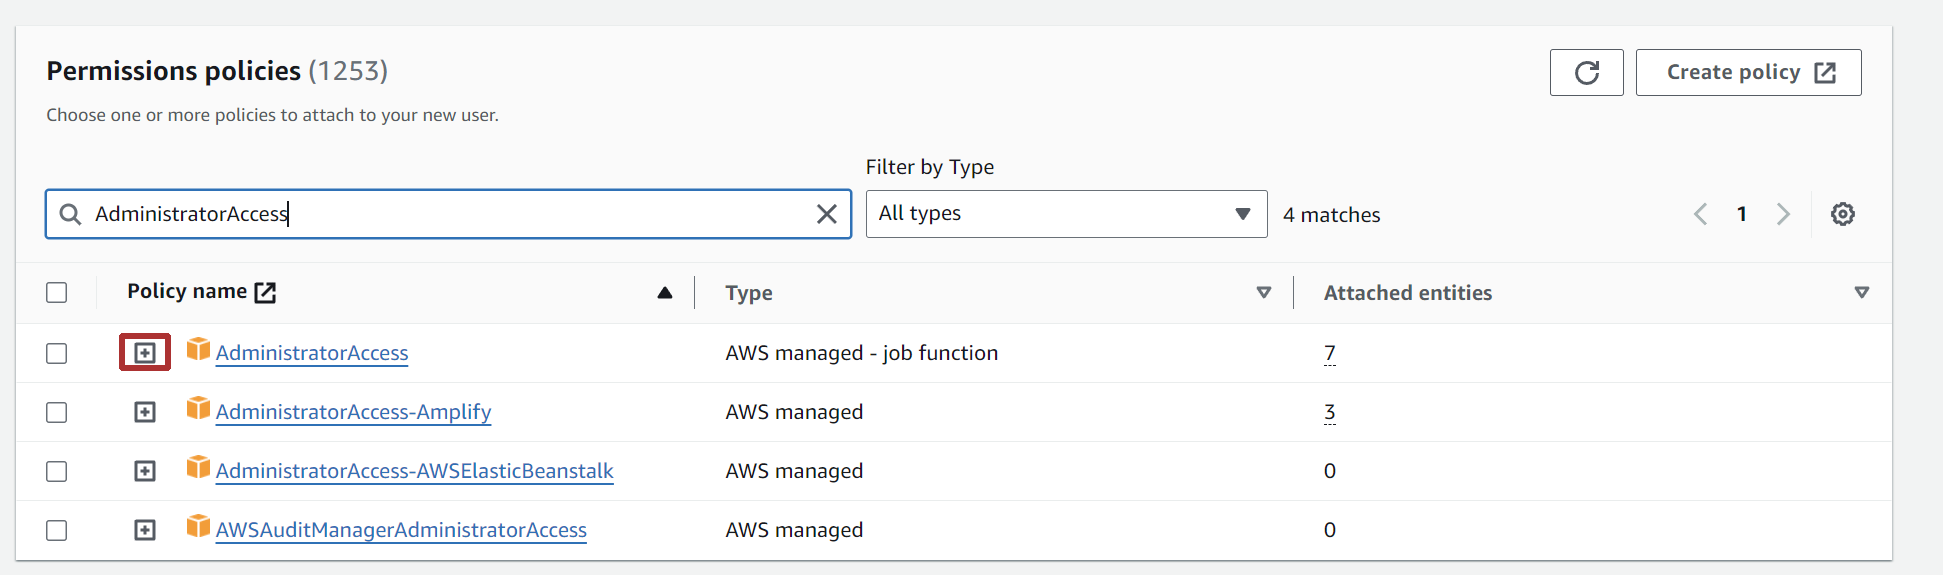 Permissions policies (1253)
Create policy
Choose one or more policies to attach to your new user.
Filter by Type
AdministratorAccess
All types
4 matches
1
Policy name
Type
Attached entities
AdministratorAccess
AWS managed - job function
7
AdministratorAccess-Amplify
AWS managed
3
AdministratorAccess-AWSElasticBeanstalk
AWS managed
0
AWSAuditManagerAdministratorAccess
AWS managed
0